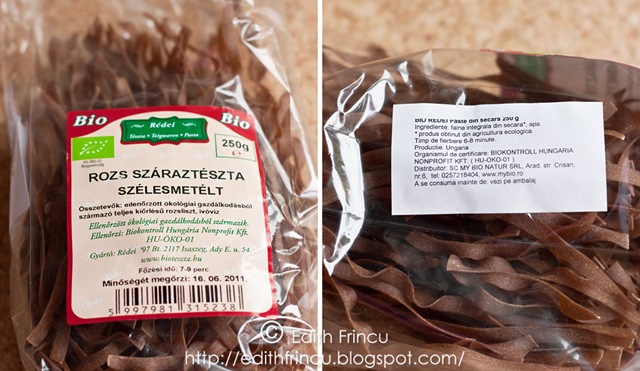 Bio
Rédei
Bio
Tészta • Teigwaren • Pasta
250g
℮
HU-ÖKO-01
ROZS SZÁRAZTÉSZTA
SZÉLESMETÉLT
Összetevők: ellenőrzött ökológiai gazdálkodásból
származó teljes kiőrlésű rozsliszt, ivóvíz
Ellenőrzött ökológiai gazdálkodásból származik.
Ellenőrzi: Biokontroll Hungária Nonprofit Kft.
HU-ÖKO-01
Gyártó: Rédei '97 Bt. 2117 Isaszeg, Ady E. u. 54.
www.bioteszta.hu
Főzési idő: 7-9 perc
Minőségét megőrzi: 16. 06. 2011.
5 997981 315238
BIO REDEI Paste din secara 250 g
Ingrediente: faina integrala din secara*, apa.
* produs obtinut din agricultura ecologica.
Timp de fierbere 6-8 minute.
Productie: Ungaria
Organismul de certificare: BIOKONTROLL HUNGARIA
NONPROFIT KFT. ( HU-OKO-01 ).
Distribuitor: SC MY BIO NATUR SRL, Arad, str. Crisan,
nr.6, tel: 0257218404, www.mybio.ro
A se consuma inainte de: vezi pe ambalaj.
© Edith Frincu
http://edithfrincu.blogspot.com/